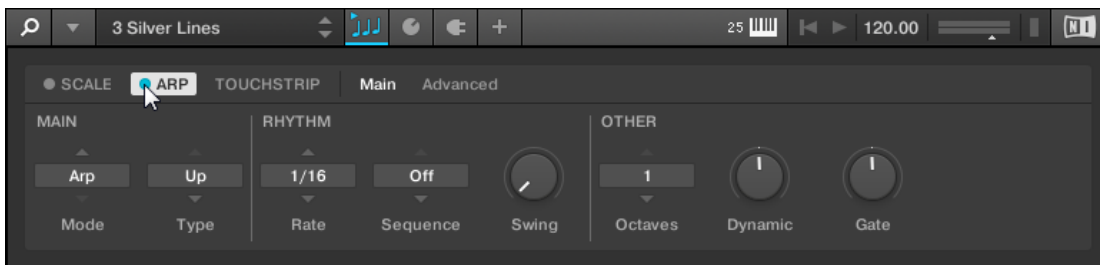 3 Silver Lines 25 120.00 NI
SCALE ARP TOUCHSTRIP Main Advanced
MAIN RHYTHM OTHER
Arp Up 1/16 Off 1
Mode Type Rate Sequence Swing Octaves Dynamic Gate